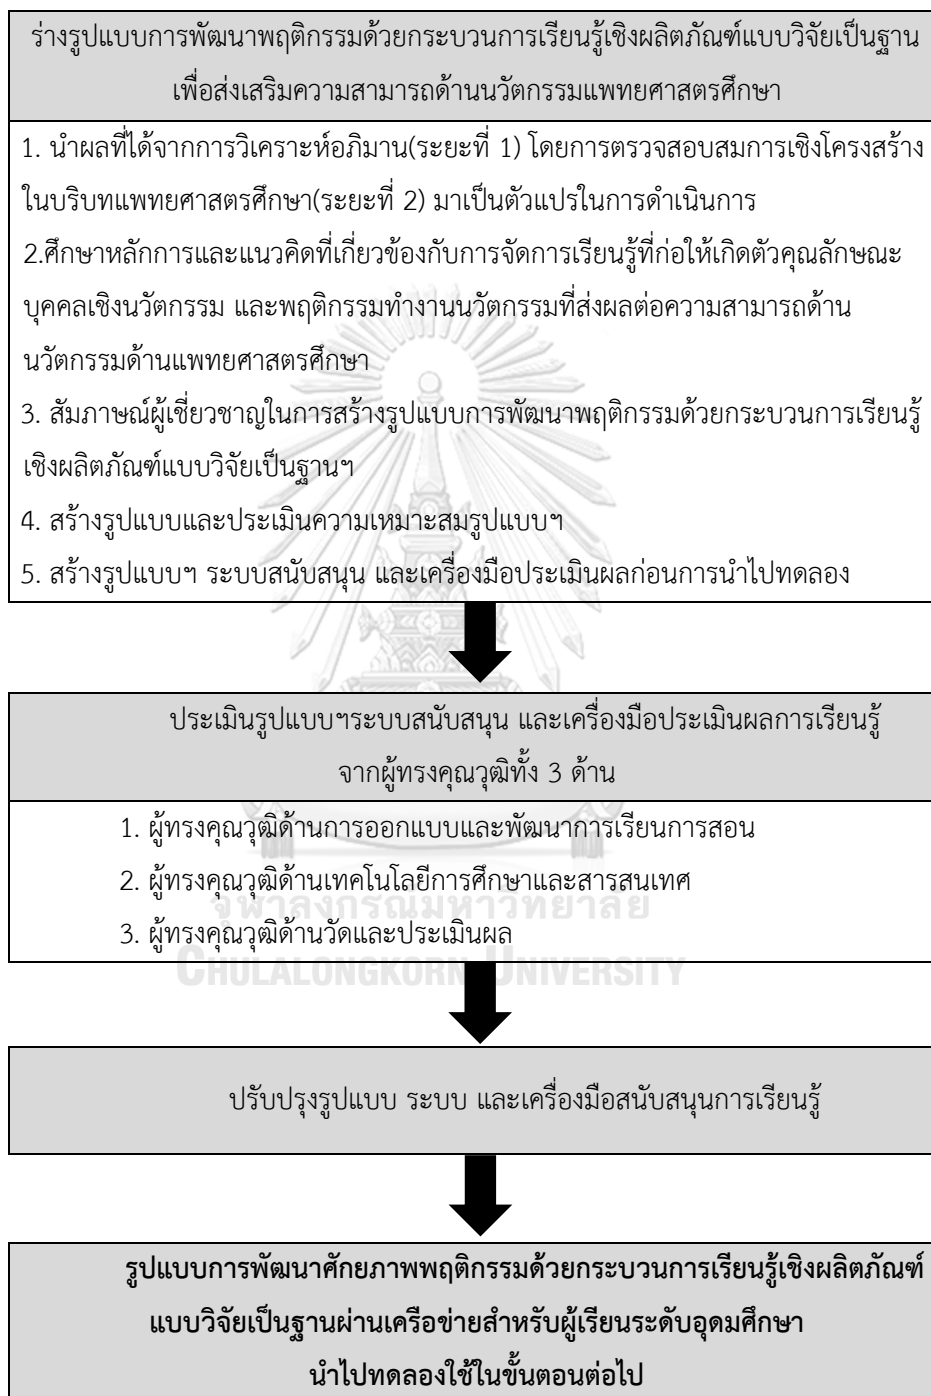 ร่างรูปแบบการพัฒนาพฤติกรรมด้วยกระบวนการเรียนรู้เชิงผลิตภัณฑ์แบบวิจัยเป็นฐาน
เพื่อส่งเสริมความสามารถด้านนวัตกรรมแพทยศาสตรศึกษา
1. นำผลที่ได้จากการวิเคราะห์อภิมาน(ระยะที่ 1) โดยการตรวจสอบสมการเชิงโครงสร้าง
ในบริบทแพทยศาสตรศึกษา(ระยะที่ 2) มาเป็นตัวแปรในการดำเนินการ
2.ศึกษาหลักการและแนวคิดที่เกี่ยวข้องกับการจัดการเรียนรู้ที่ก่อให้เกิดตัวคุณลักษณะ
บุคคลเชิงนวัตกรรม และพฤติกรรมทำงานนวัตกรรมที่ส่งผลต่อความสามารถด้าน
นวัตกรรมด้านแพทยศาสตรศึกษา
3. สัมภาษณ์ผู้เชี่ยวชาญในการสร้างรูปแบบการพัฒนาพฤติกรรมด้วยกระบวนการเรียนรู้
เชิงผลิตภัณฑ์แบบวิจัยเป็นฐานฯ
4. สร้างรูปแบบและประเมินความเหมาะสมรูปแบบฯ
5. สร้างรูปแบบฯ ระบบสนับสนุน และเครื่องมือประเมินผลก่อนการนำไปทดลอง
ประเมินรูปแบบฯระบบสนับสนุน และเครื่องมือประเมินผลการเรียนรู้
จากผู้ทรงคุณวุฒิทั้ง 3 ด้าน
1. ผู้ทรงคุณวุฒิด้านการออกแบบและพัฒนาการเรียนการสอน
2. ผู้ทรงคุณวุฒิด้านเทคโนโลยีการศึกษาและสารสนเทศ
จุฬาลงกรณ์มหาวิทยาลัย
3. ผู้ทรงคุณวุฒิด้านวัดและประเมินผล
CHULALONGKORN UNIVERSITY
ปรับปรุงรูปแบบ ระบบ และเครื่องมือสนับสนุนการเรียนรู้
รูปแบบการพัฒนาศักยภาพพฤติกรรมด้วยกระบวนการเรียนรู้เชิงผลิตภัณฑ์
แบบวิจัยเป็นฐานผ่านเครือข่ายสำหรับผู้เรียนระดับอุดมศึกษา
นำไปทดลองใช้ในขั้นตอนต่อไป